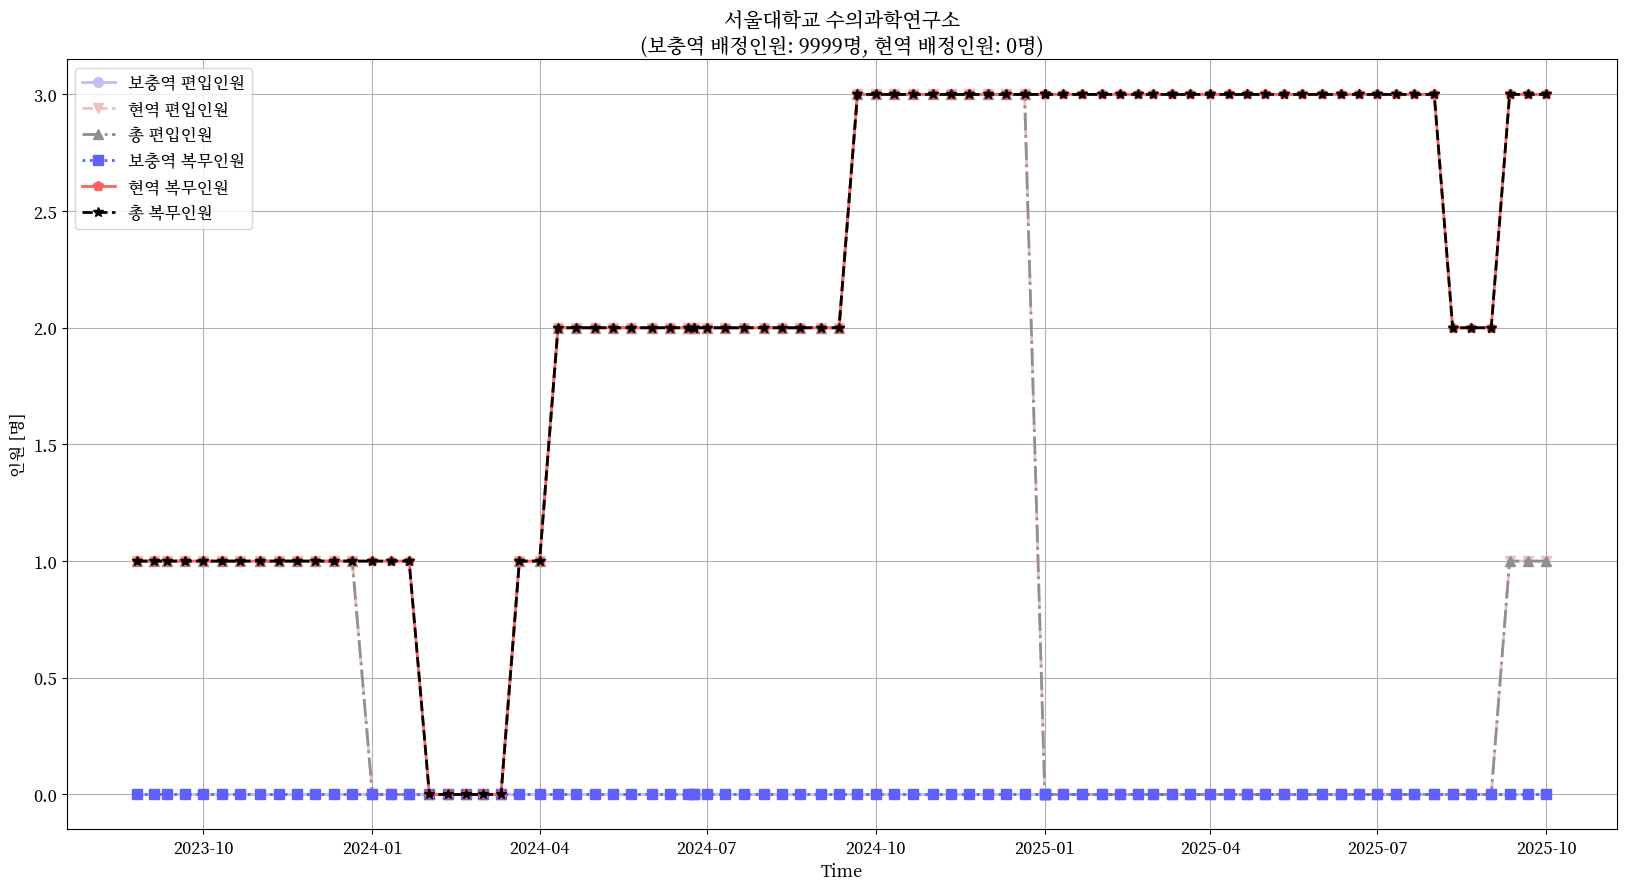 서울대학교 수의과학연구소
(보충역 배정인원: 9999명, 현역 배정인원: 0명)
보충역 편입인원
현역 편입인원
총 편입인원
보충역 복무인원
현역 복무인원
총 복무인원
인원 [명]
3.0
2.5
2.0
1.5
1.0
0.5
0.0
2023-10 2024-01 2024-04 2024-07 2024-10 2025-01 2025-04 2025-07 2025-10
Time